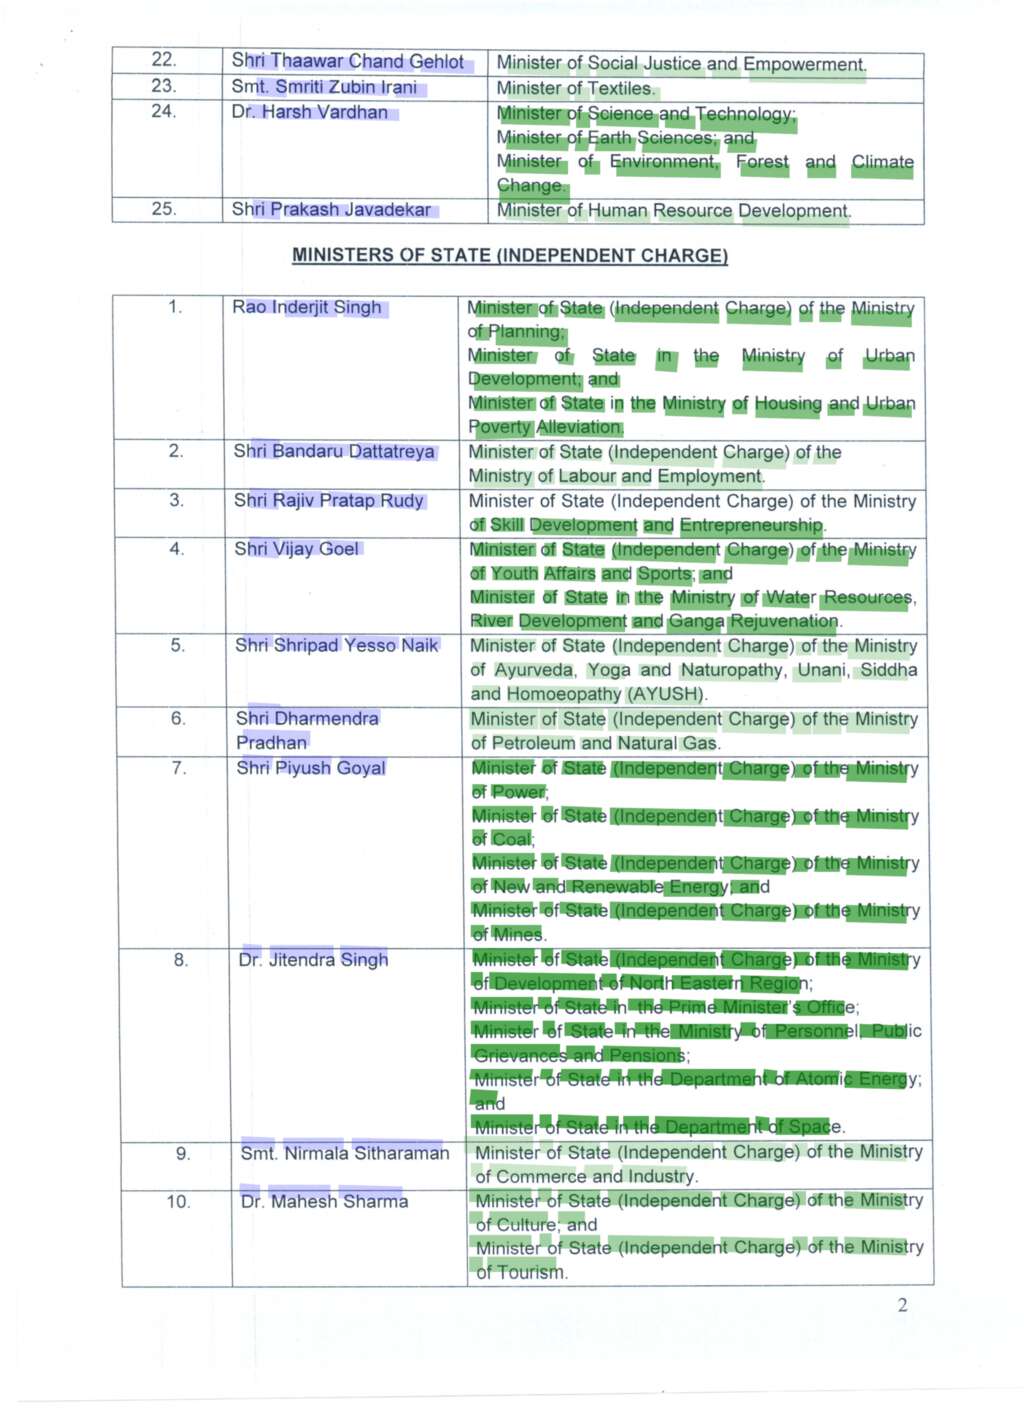 22. Shri Thaawar Chand Gehlot Minister of Social Justice and Empowerment.
23. Smt. Smriti Zubin Irani Minister of Textiles.
24. Dr. Harsh Vardhan Minister of Science and Technology;
Minister of Earth Sciences; and
Minister of Environment, Forest and Climate
Change.
25. Shri Prakash Javadekar Minister of Human Resource Development.
MINISTERS OF STATE (INDEPENDENT CHARGE)
1. Rao Inderjit Singh Minister of State (Independent Charge) of the Ministry
of Planning;
Minister of State in the Ministry of Urban
Development; and
Minister of State in the Ministry of Housing and Urban
Poverty Alleviation.
2. Shri Bandaru Dattatreya Minister of State (Independent Charge) of the
Ministry of Labour and Employment.
3. Shri Rajiv Pratap Rudy Minister of State (Independent Charge) of the Ministry
of Skill Development and Entrepreneurship.
4. Shri Vijay Goel Minister of State (Independent Charge) of the Ministry
of Youth Affairs and Sports; and
Minister of State in the Ministry of Water Resources,
River Development and Ganga Rejuvenation.
5. Shri Shripad Yesso Naik Minister of State (Independent Charge) of the Ministry
of Ayurveda, Yoga and Naturopathy, Unani, Siddha
and Homoeopathy (AYUSH).
6. Shri Dharmendra Minister of State (Independent Charge) of the Ministry
Pradhan of Petroleum and Natural Gas.
7. Shri Piyush Goyal Minister of State (Independent Charge) of the Ministry
of Power;
Minister of State (Independent Charge) of the Ministry
of Coal;
Minister of State (Independent Charge) of the Ministry
of New and Renewable Energy; and
Minister of State (Independent Charge) of the Ministry
of Mines.
8. Dr. Jitendra Singh Minister of State (Independent Charge) of the Ministry
of Development of North Eastern Region;
Minister of State in the Prime Minister's Office;
Minister of State in the Ministry of Personnel, Public
Grievances and Pensions;
Minister of State in the Department of Atomic Energy;
and
Minister of State in the Department of Space.
9. Smt. Nirmala Sitharaman Minister of State (Independent Charge) of the Ministry
of Commerce and Industry.
10. Dr. Mahesh Sharma Minister of State (Independent Charge) of the Ministry
of Culture; and
Minister of State (Independent Charge) of the Ministry
of Tourism.
2